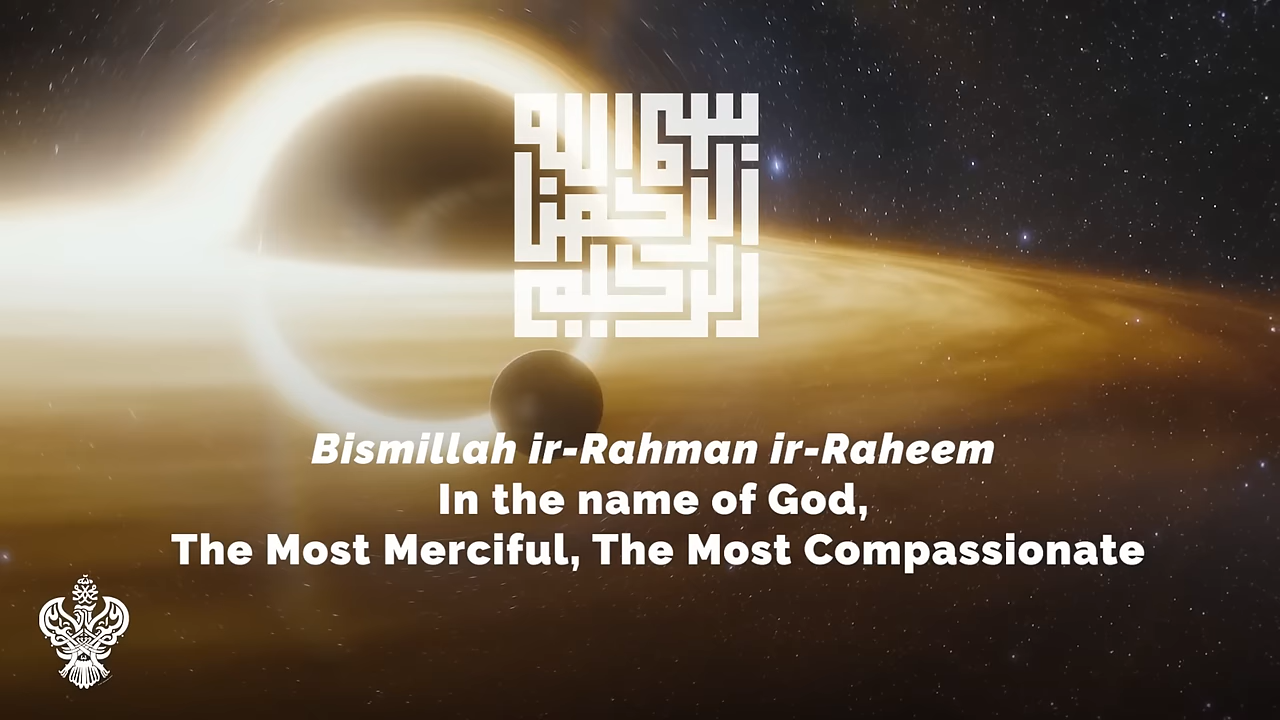 بسم الله
الرحمن
الرحيم
Bismillah ir-Rahman ir-Raheem
In the name of God,
The Most Merciful, The Most Compassionate